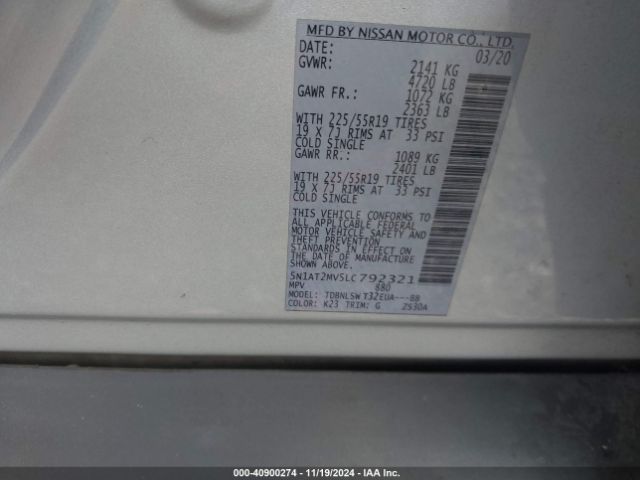 MFD BY NISSAN MOTOR CO., LTD.
DATE: 03/20
GVWR: 2141 KG
4720 LB
GAWR FR.: 1072 KG
2363 LB
WITH 225/55R19 TIRES
19 X 7J RIMS AT 33 PSI
COLD SINGLE
GAWR RR.: 1089 KG
2401 LB
WITH 225/55R19 TIRES
19 X 7J RIMS AT 33 PSI
COLD SINGLE
THIS VEHICLE CONFORMS TO
ALL APPLICABLE FEDERAL
MOTOR VEHICLE SAFETY AND
THEFT PREVENTION
STANDARDS IN EFFECT ON
THE DATE OF MANUFACTURE
SHOWN ABOVE.
5N1AT2MV5LC792321
MPV 880
MODEL: TDBNLSW T32EUA---BB
COLOR: K23 TRIM: G 2S30A
000-40900274 - 11/19/2024 - IAA Inc.